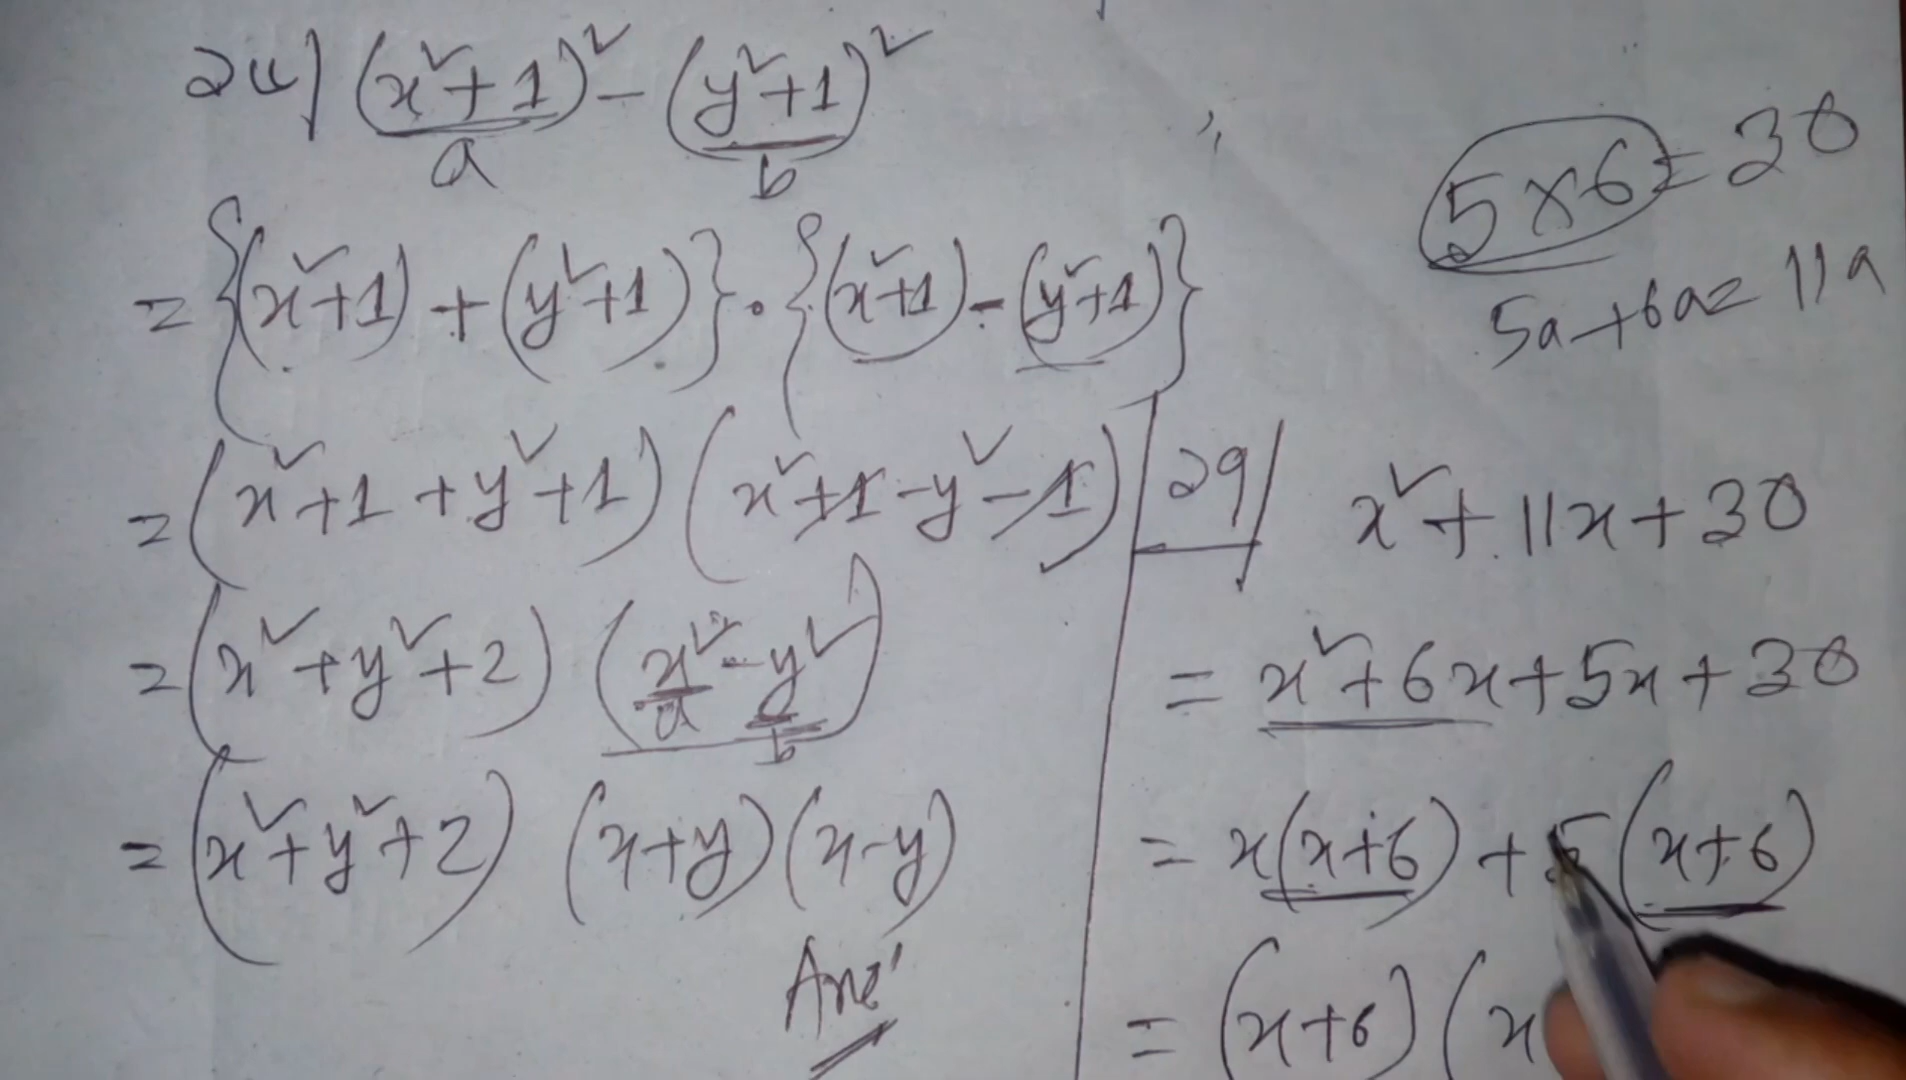 24) (x²+1)² - (y²+1)²
a b
= {(x²+1) + (y²+1)} . {(x²+1) - (y²+1)}
= (x²+1+y²+1) (x²+1-y²-1)
= (x²+y²+2) (x²-y²)
a b
= (x²+y²+2) (x+y)(x-y)
Ans'
5×6=30
5a+6a=11a
29) x²+11x+30
= x²+6x+5x+30
= x(x+6)+5(x+6)
= (x+6)(x